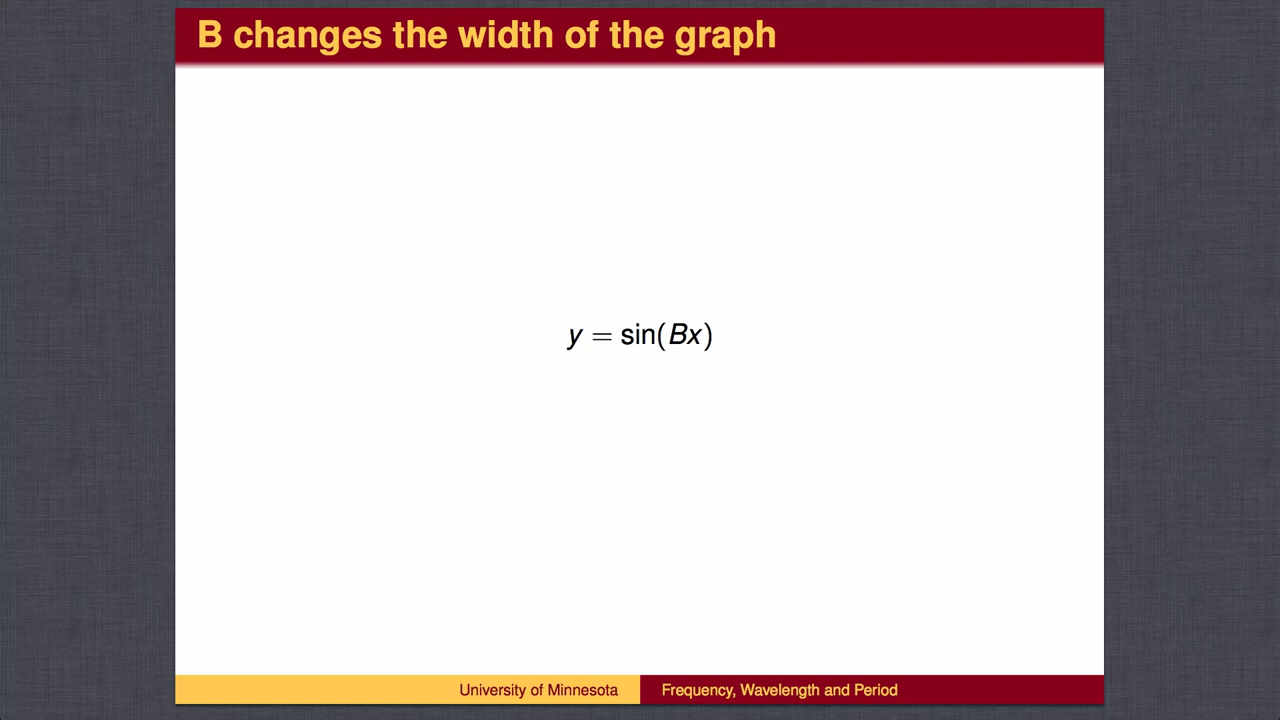 B changes the width of the graph
y = sin(Bx)
University of Minnesota
Frequency, Wavelength and Period